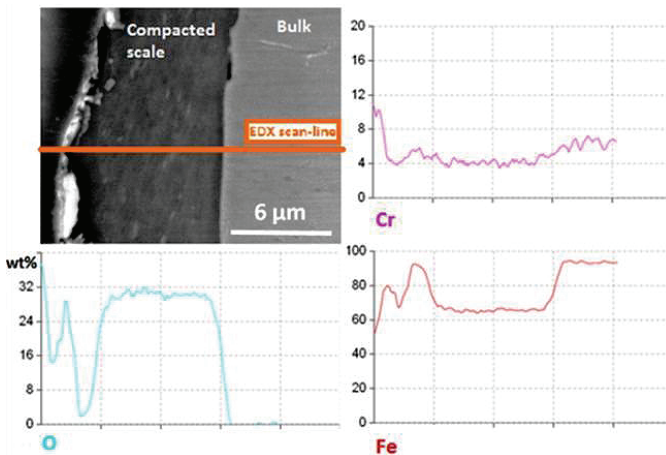 Compacted
scale
Bulk
EDX scan-line
6 μm
20
16
12
8
4
0
Cr
wt%
32
24
16
8
0
O
100
80
60
40
20
0
Fe